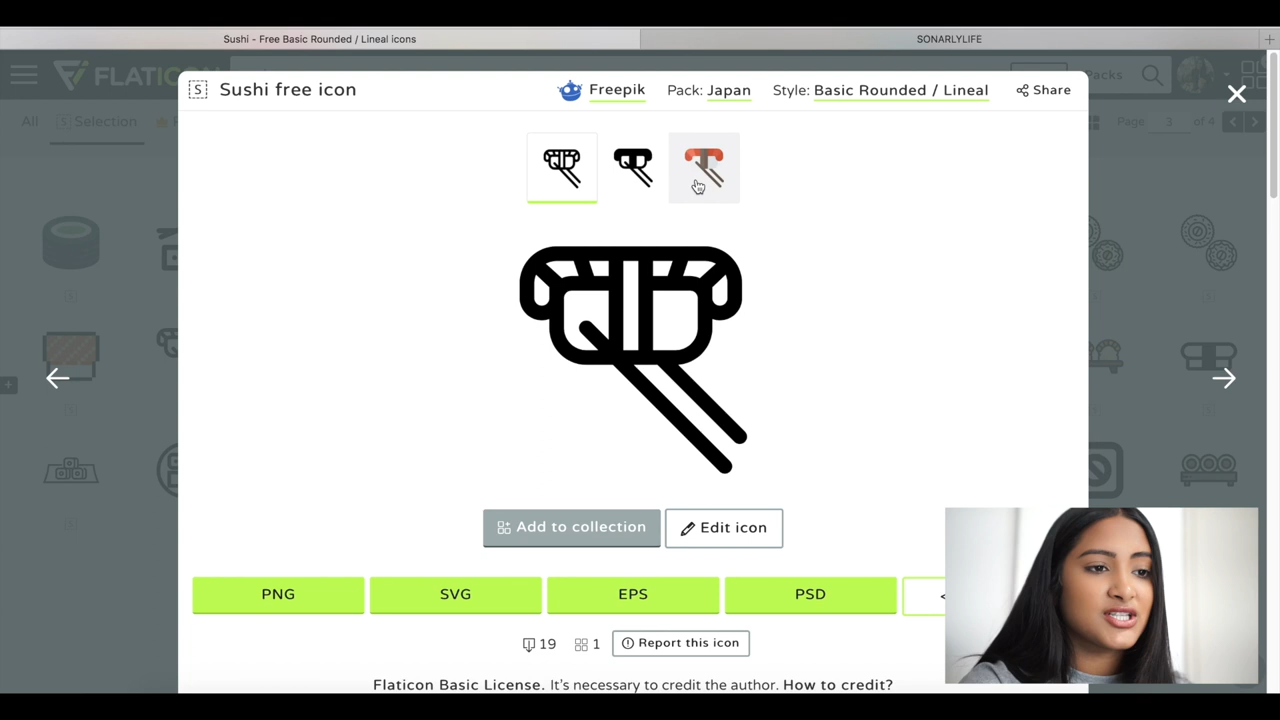 Sushi - Free Basic Rounded / Lineal icons
SONARLYLIFE
FLATICON
Packs
All
Selection
Page 3 of 4
S Sushi free icon
Freepik
Pack: Japan
Style: Basic Rounded / Lineal
Share
Add to collection
Edit icon
PNG
SVG
EPS
PSD
19
1
Report this icon
Flaticon Basic License. It's necessary to credit the author. How to credit?